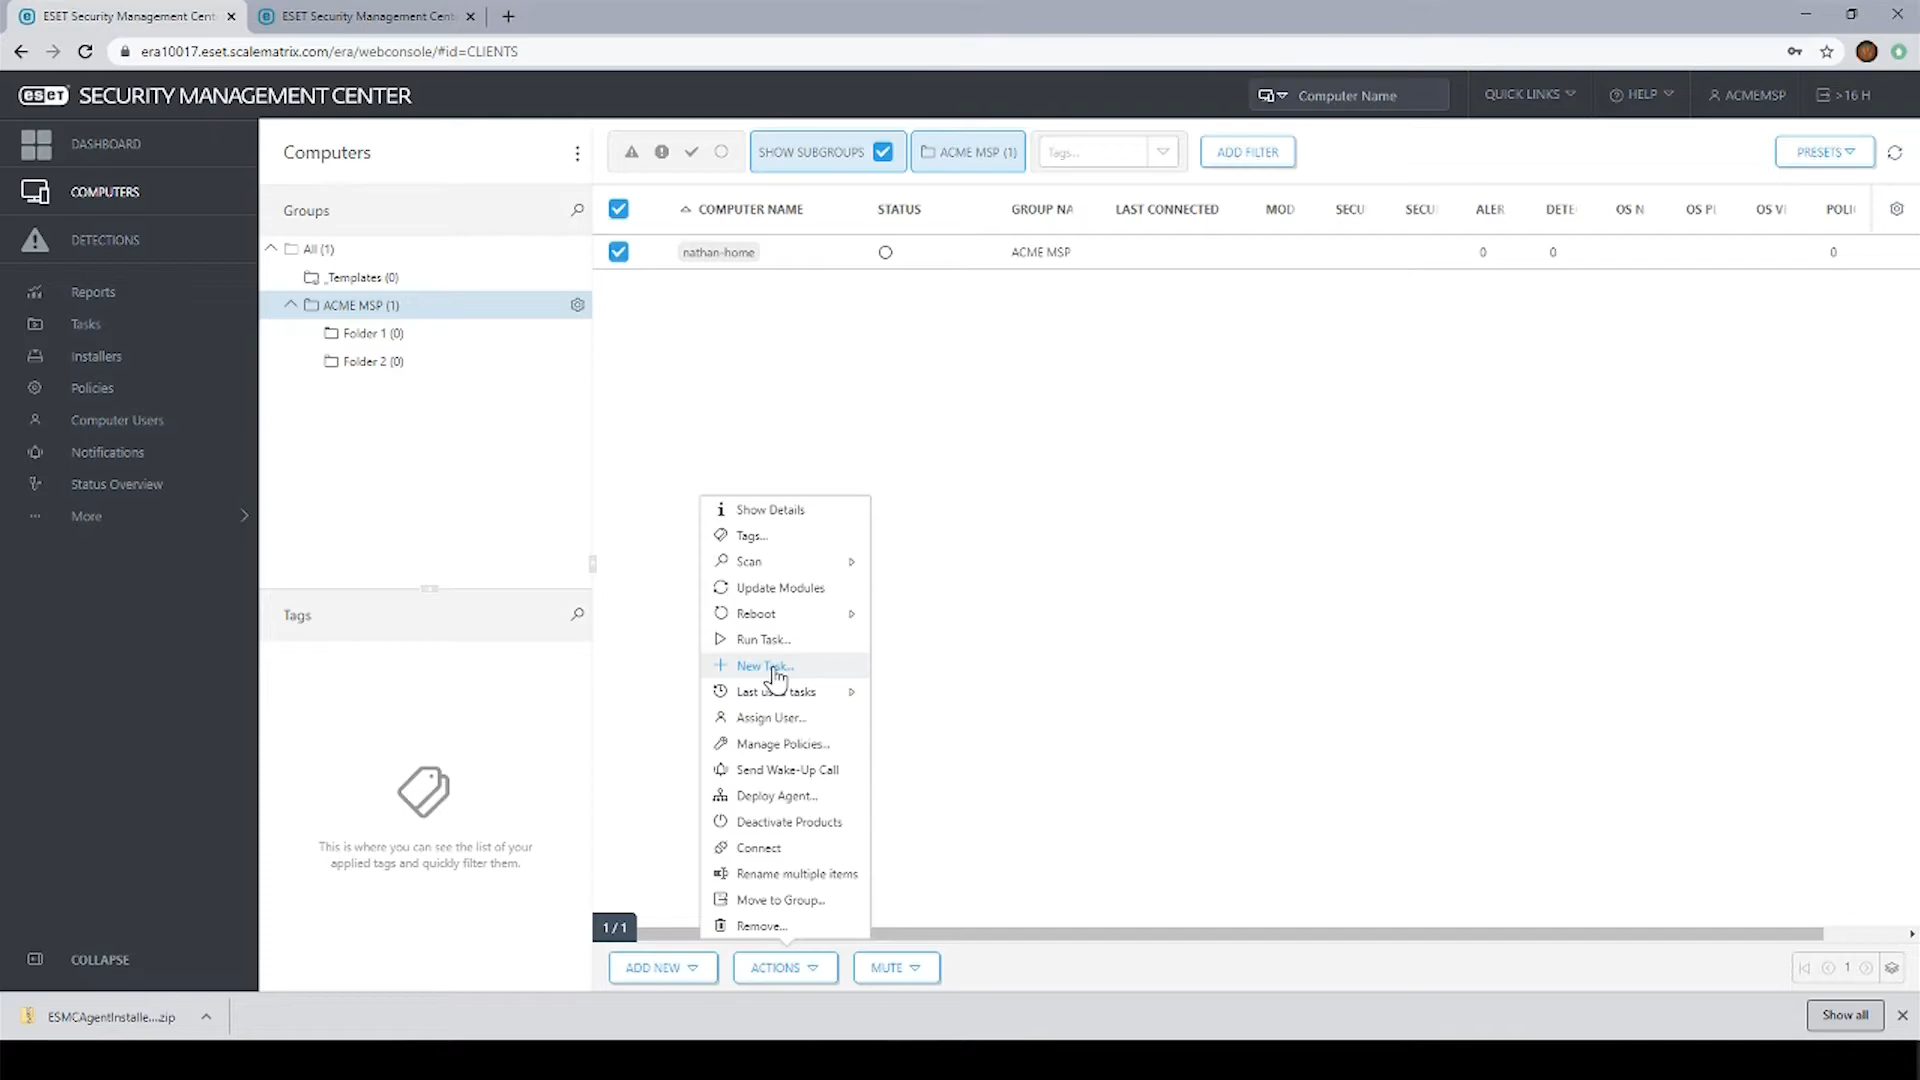 ESET Security Management Cent
ESET Security Management Cent
era10017.eset.scalematrix.com/era/webconsole/#id=CLIENTS
eseT SECURITY MANAGEMENT CENTER
Computer Name
QUICK LINKS
HELP
ACMEMSP
>16 H
DASHBOARD
COMPUTERS
DETECTIONS
Reports
Tasks
Installers
Policies
Computer Users
Notifications
Status Overview
More
COLLAPSE
Computers
Groups
All (1)
_Templates (0)
ACME MSP (1)
Folder 1 (0)
Folder 2 (0)
Tags
This is where you can see the list of your
applied tags and quickly filter them.
SHOW SUBGROUPS
ACME MSP (1)
Tags...
ADD FILTER
PRESETS
COMPUTER NAME STATUS GROUP NA LAST CONNECTED MOD SECU SECU ALER DETE OS N OS PL OS VE POLI
nathan-home ACME MSP 0 0 0
Show Details
Tags...
Scan
Update Modules
Reboot
Run Task...
New Task...
Last used tasks
Assign User...
Manage Policies...
Send Wake-Up Call
Deploy Agent...
Deactivate Products
Connect
Rename multiple items
Move to Group...
Remove...
1 / 1
ADD NEW
ACTIONS
MUTE
1
ESMCAgentInstalle....zip
Show all